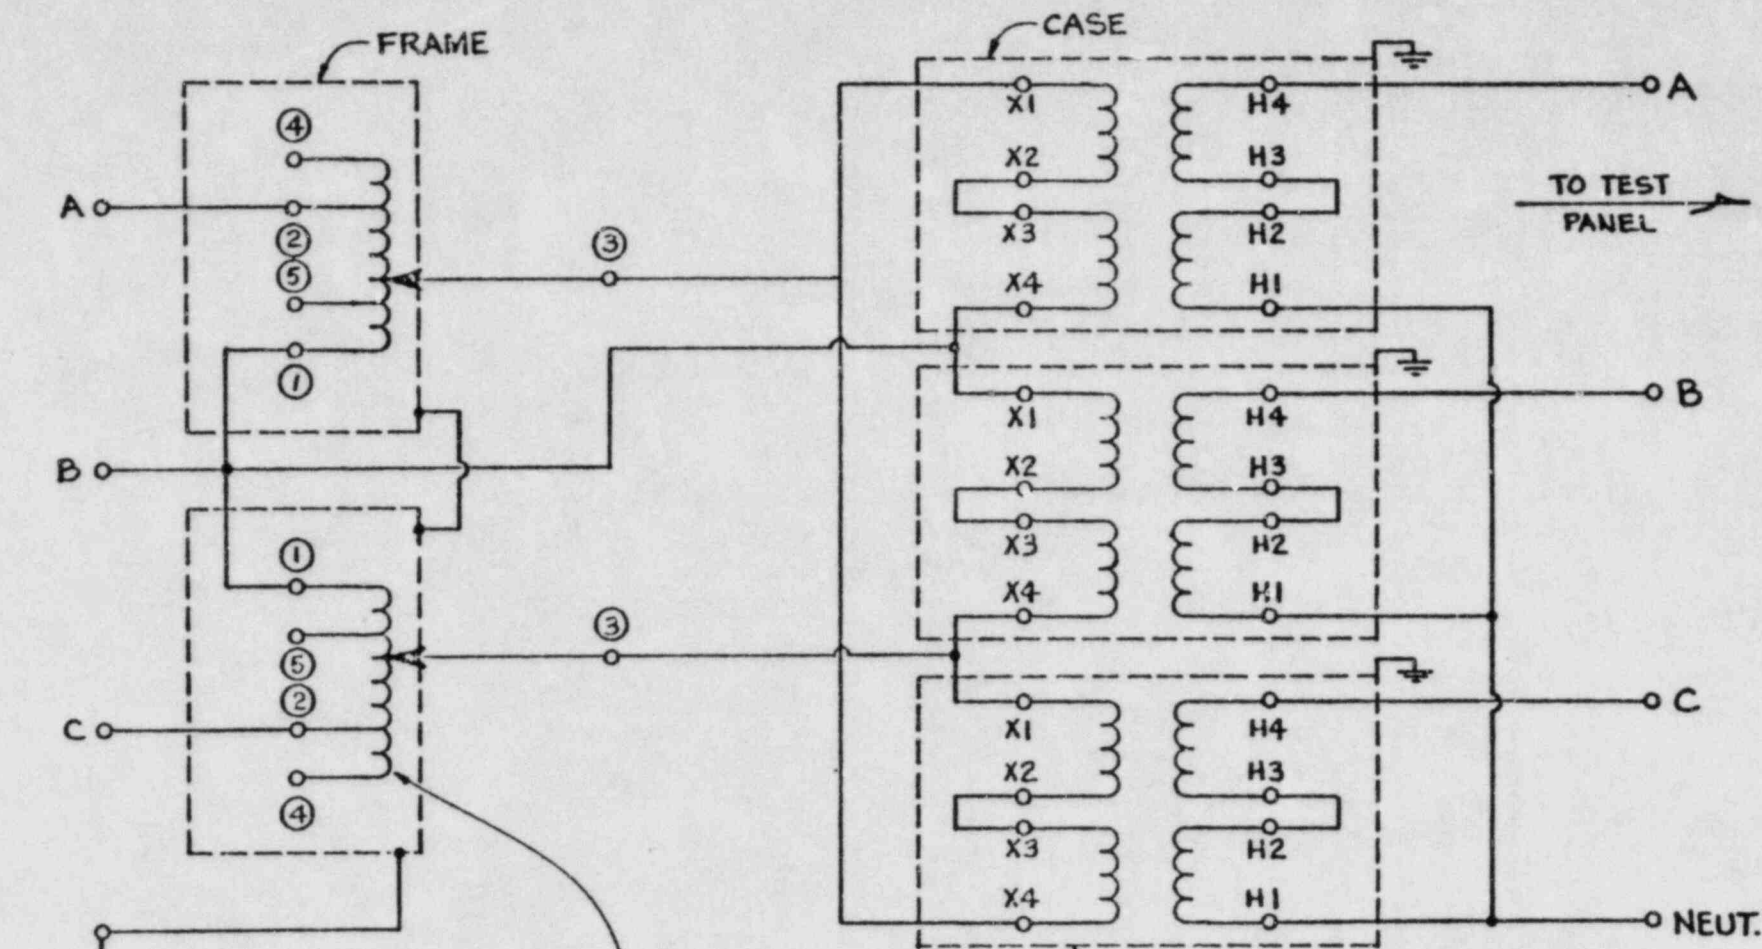 FRAME
CASE
④
A
②
⑤
①
③
B
①
⑤
②
C
④
③
X1
H4
X2
H3
X3
H2
X4
H1
A
TO TEST
PANEL
X1
H4
X2
H3
X3
H2
X4
H1
B
X1
H4
X2
H3
X3
H2
X4
H1
C
NEUT.